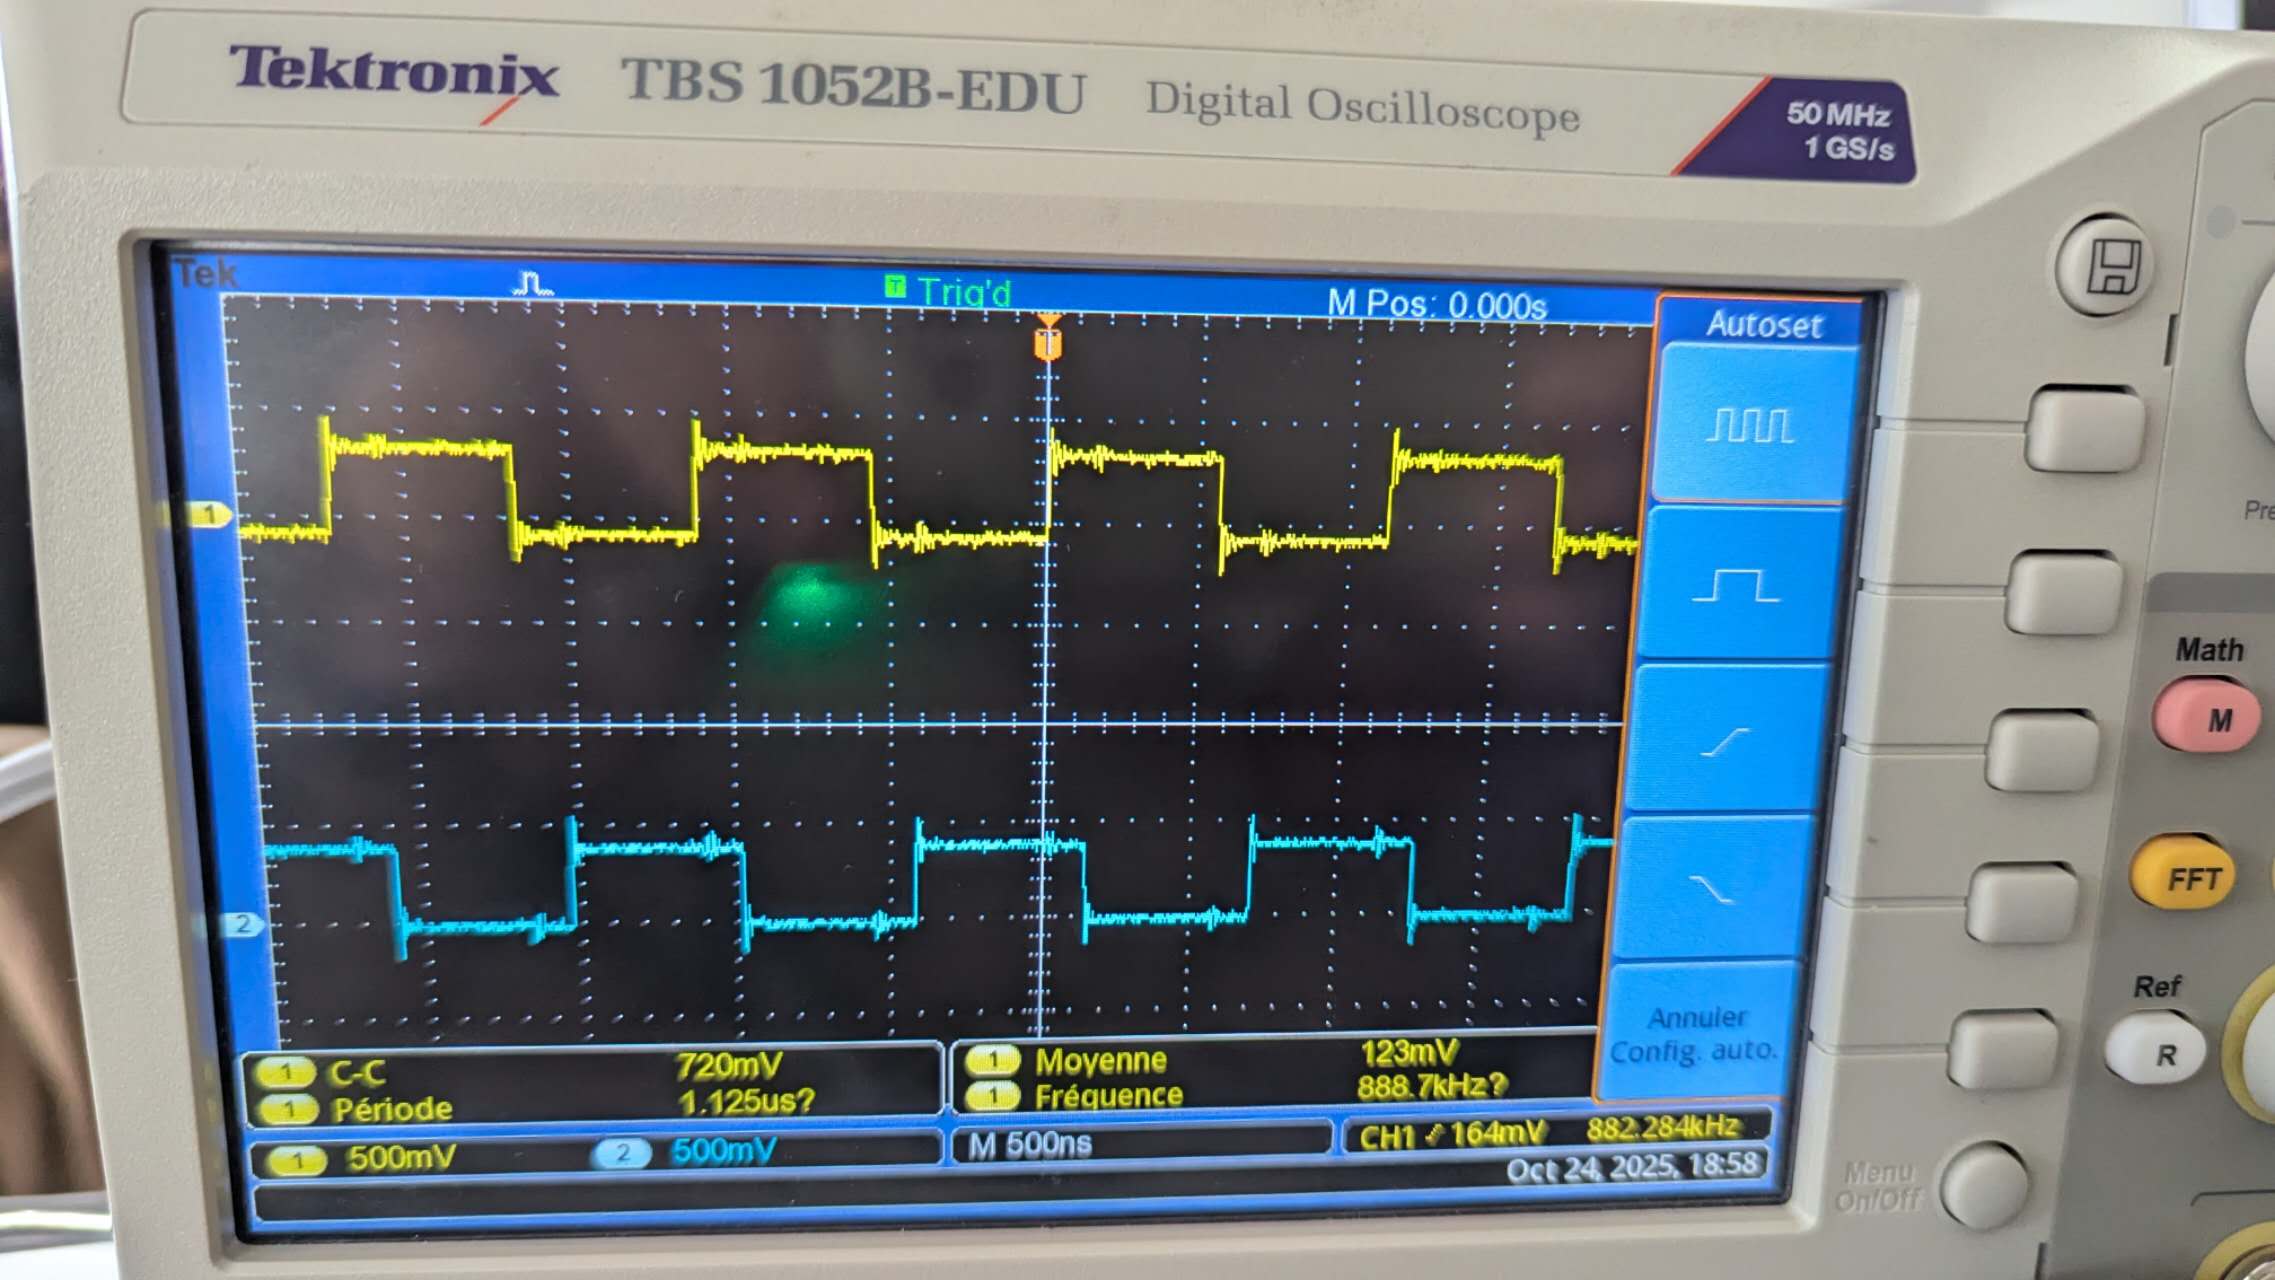 Tektronix TBS 1052B-EDU Digital Oscilloscope
50 MHz
1 GS/s
Tek Trig'd M Pos: 0.000s
T
Autoset
1
2
Math
M
FFT
Ref
R
Annuler
Config. auto.
1 C-C 720mV 1 Moyenne 123mV
1 Période 1.125us? 1 Fréquence 888.7kHz?
1 500mV 2 500mV M 500ns CH1 164mV 882.284kHz
Oct 24, 2025, 18:58
Menu
On/Off
Pre